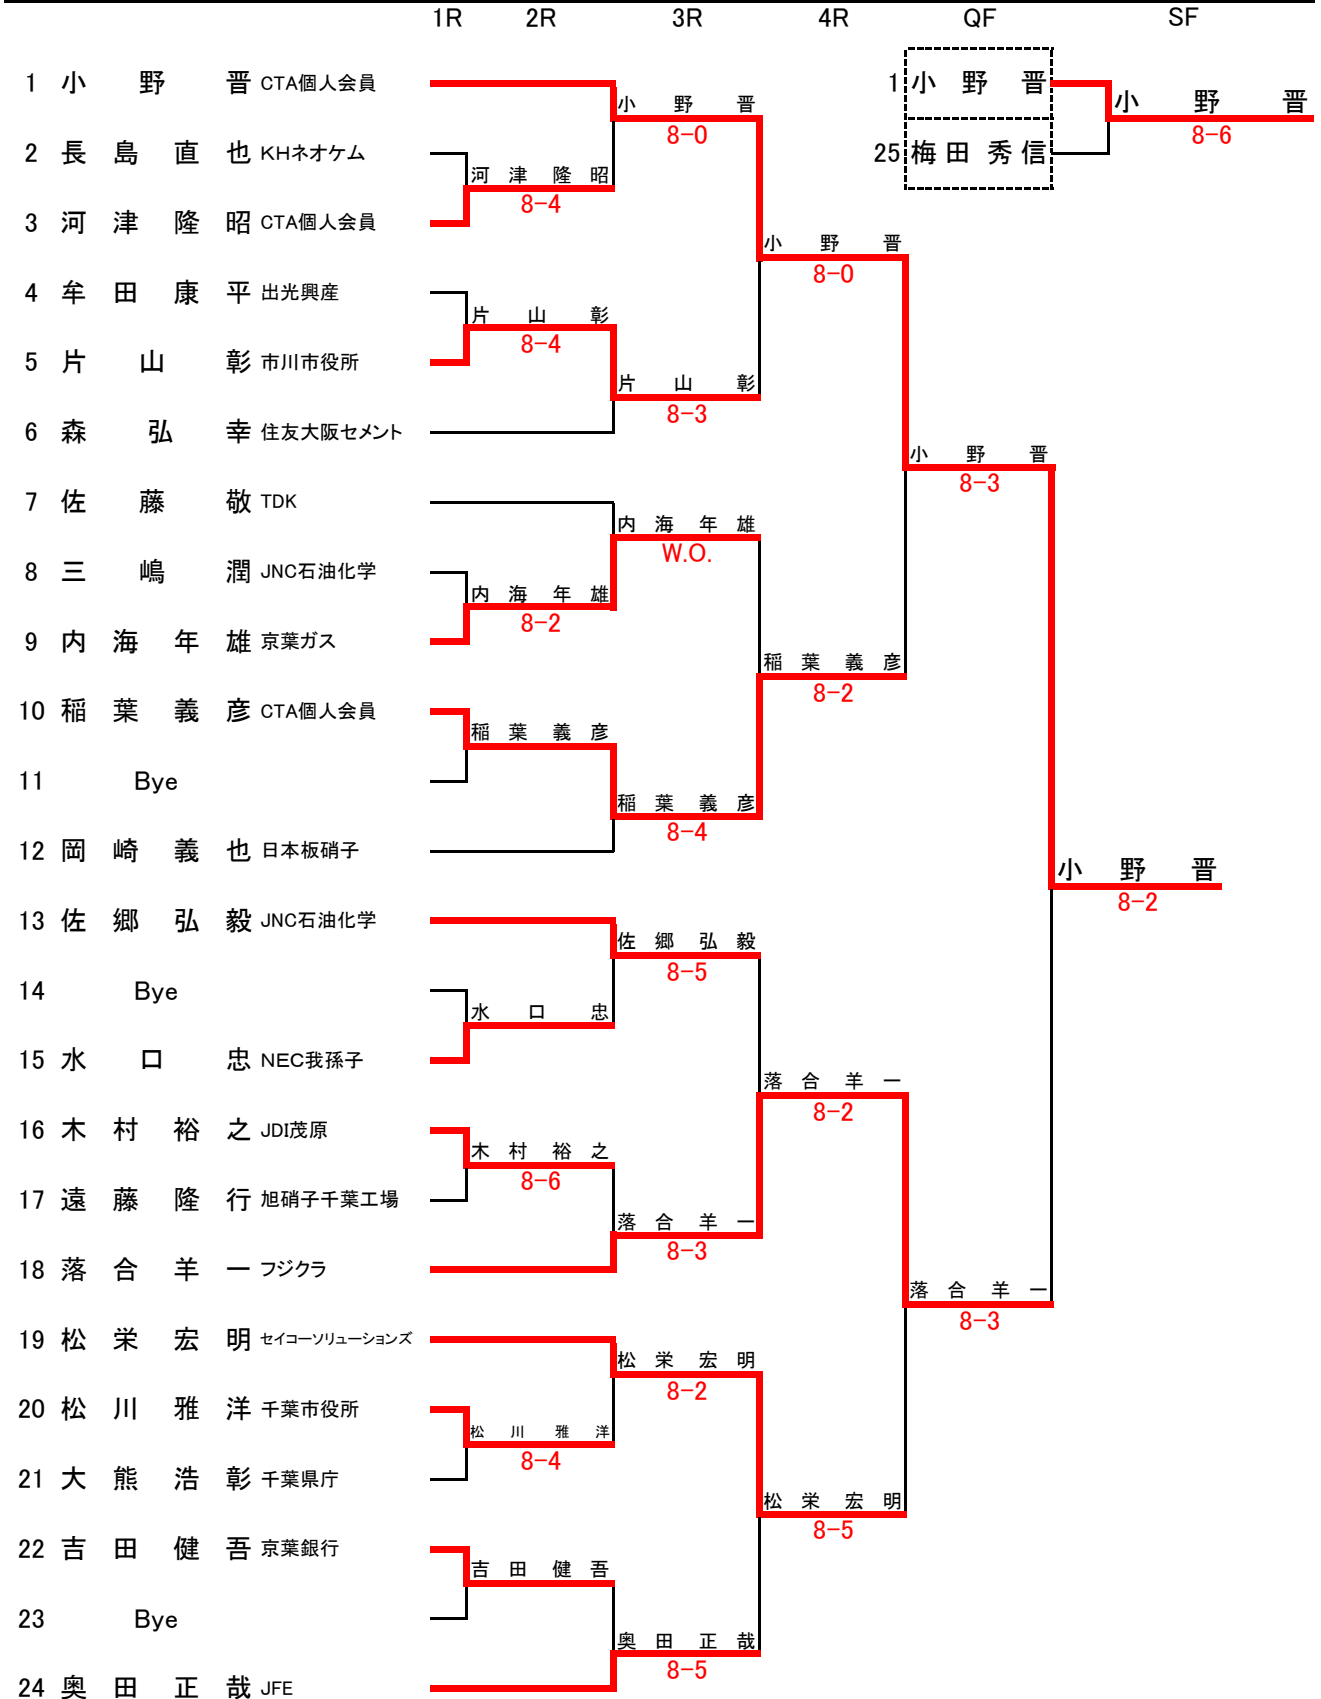 1R 2R 3R 4R QF SF
1 小野晋 CTA個人会員
1 小野晋
小野晋
小野晋
8-0
8-6
2 長島直也 KHネオケム
25 梅田秀信
河津隆昭
8-4
3 河津隆昭 CTA個人会員
小野晋
8-0
4 牟田康平 出光興産
片山彰
8-4
5 片山彰 市川市役所
片山彰
8-3
6 森弘幸 住友大阪セメント
小野晋
8-3
7 佐藤敬 TDK
内海年雄
W.O.
8 三嶋潤 JNC石油化学
内海年雄
8-2
9 内海年雄 京葉ガス
稲葉義彦
8-2
10 稲葉義彦 CTA個人会員
稲葉義彦
11 Bye
稲葉義彦
8-4
12 岡崎義也 日本板硝子
小野晋
8-2
13 佐郷弘毅 JNC石油化学
佐郷弘毅
8-5
14 Bye
水口忠
15 水口忠 NEC我孫子
落合羊一
8-2
16 木村裕之 JDI茂原
木村裕之
8-6
17 遠藤隆行 旭硝子千葉工場
落合羊一
8-3
18 落合羊一 フジクラ
落合羊一
8-3
19 松栄宏明 セイコーソリューションズ
松栄宏明
8-2
20 松川雅洋 千葉市役所
松川雅洋
8-4
21 大熊浩彰 千葉県庁
松栄宏明
8-5
22 吉田健吾 京葉銀行
吉田健吾
23 Bye
奥田正哉
8-5
24 奥田正哉 JFE